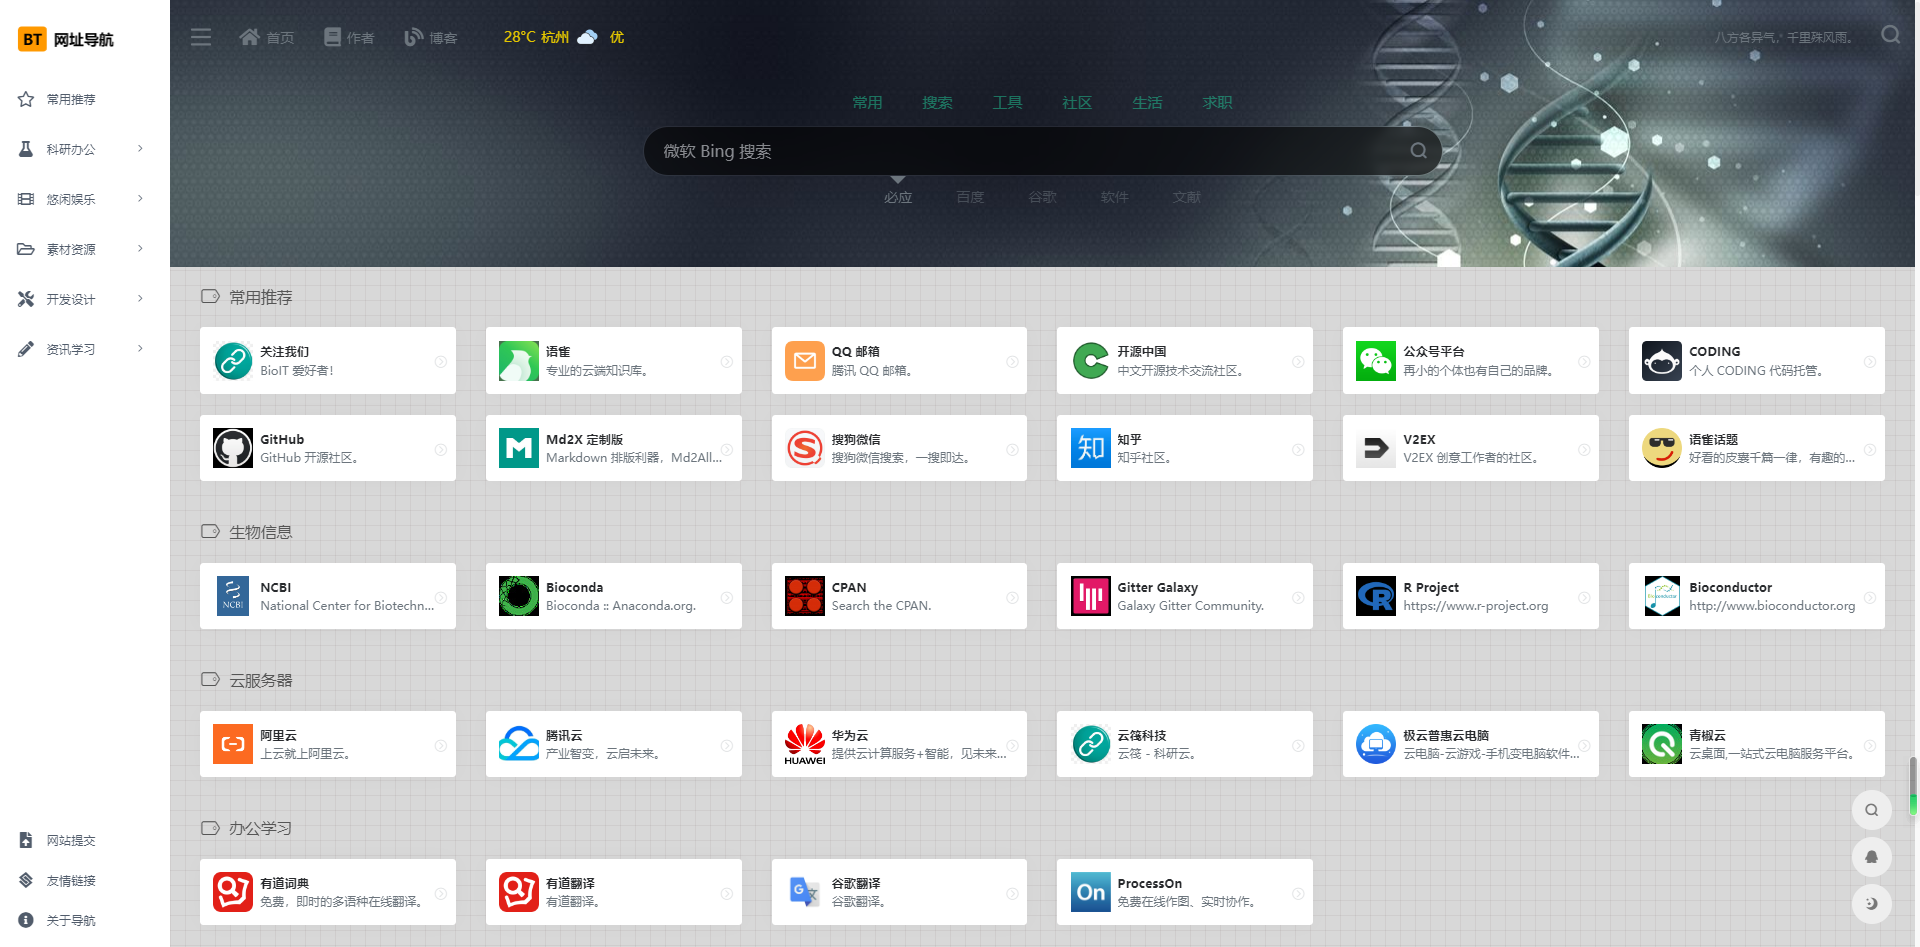 BT 网址导航
常用推荐
科研办公
悠闲娱乐
素材资源
开发设计
资讯学习
网站提交
友情链接
关于导航
首页 作者 博客 28°C 杭州 优
八方各异气，千里殊风雨。
常用 搜索 工具 社区 生活 求职
微软 Bing 搜索
必应 百度 谷歌 软件 文献
常用推荐
关注我们
BioIT 爱好者！
语雀
专业的云端知识库。
QQ 邮箱
腾讯 QQ 邮箱。
开源中国
中文开源技术交流社区。
公众号平台
再小的个体也有自己的品牌。
CODING
个人 CODING 代码托管。
GitHub
GitHub 开源社区。
M
Md2X 定制版
Markdown 排版利器，Md2All...
S
搜狗微信
搜狗微信搜索，一搜即达。
知
知乎
知乎社区。
V2EX
V2EX 创意工作者的社区。
语雀话题
好看的皮囊千篇一律，有趣的...
生物信息
NCBI
NCBI
National Center for Biotechn...
Bioconda
Bioconda :: Anaconda.org.
CPAN
Search the CPAN.
Gitter Galaxy
Galaxy Gitter Community.
R
R Project
https://www.r-project.org
Bioconductor
Bioconductor
http://www.bioconductor.org
云服务器
阿里云
上云就上阿里云。
腾讯云
产业智变，云启未来。
HUAWEI
华为云
提供云计算服务+智能，见未来...
云筏科技
云筏 - 科研云。
极云普惠云电脑
云电脑-云游戏-手机变电脑软件...
青椒云
云桌面,一站式云电脑服务平台。
办公学习
有道词典
免费，即时的多语种在线翻译。
有道翻译
有道翻译。
G 文
谷歌翻译
谷歌翻译。
On
ProcessOn
免费在线作图、实时协作。